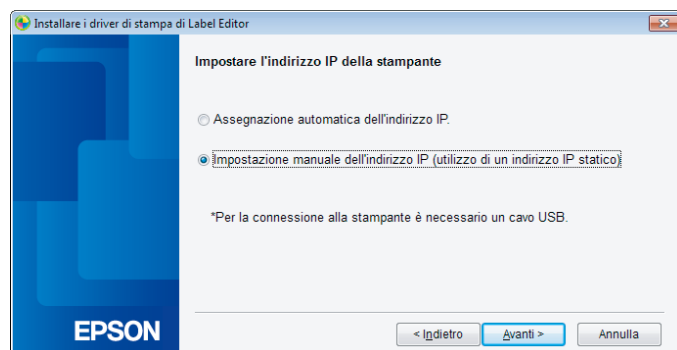 Installare i driver di stampa di Label Editor
Impostare l'indirizzo IP della stampante
Assegnazione automatica dell'indirizzo IP.
Impostazione manuale dell'indirizzo IP (utilizzo di un indirizzo IP statico)
*Per la connessione alla stampante è necessario un cavo USB.
EPSON
< Indietro Avanti > Annulla